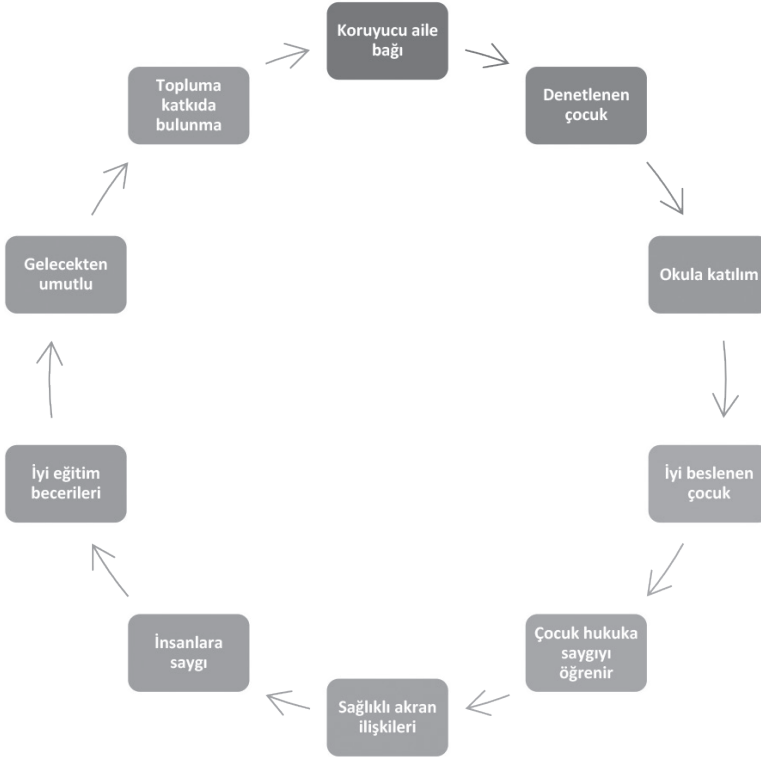 Koruyucu aile
bağı
Denetlenen
çocuk
Okula katılım
İyi beslenen
çocuk
Çocuk hukuka
saygıyı
öğrenir
Sağlıklı akran
ilişkileri
İnsanlara
saygı
İyi eğitim
becerileri
Gelecekten
umutlu
Topluma
katkıda
bulunma